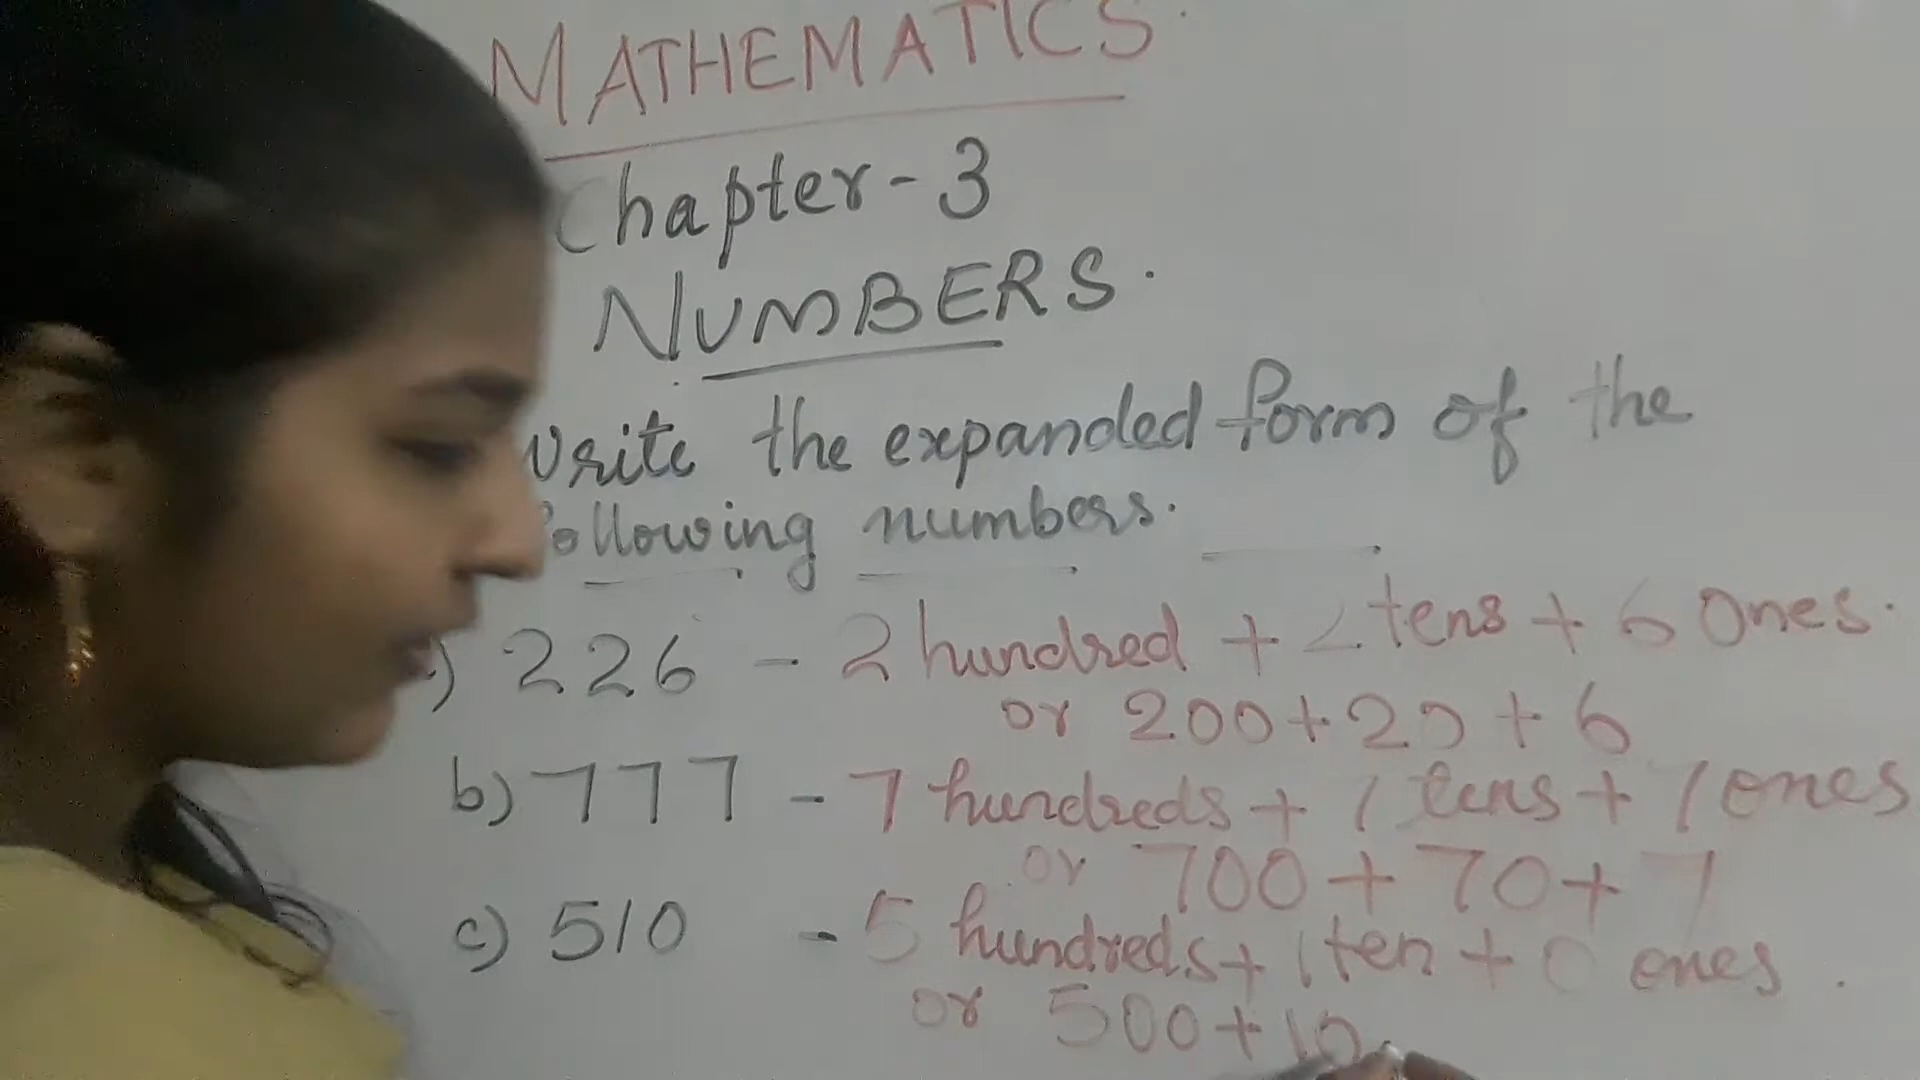 MATHEMATICS.
Chapter-3
NUMBERS.
Write the expanded form of the
following numbers.
) 226 - 2 hundred + 2 tens + 6 Ones.
or 200+20+6
b) 777 - 7 hundreds + 7 tens + 7 ones
or 700+70+7
c) 510 - 5 hundreds + 1 ten + 0 ones.
or 500+10